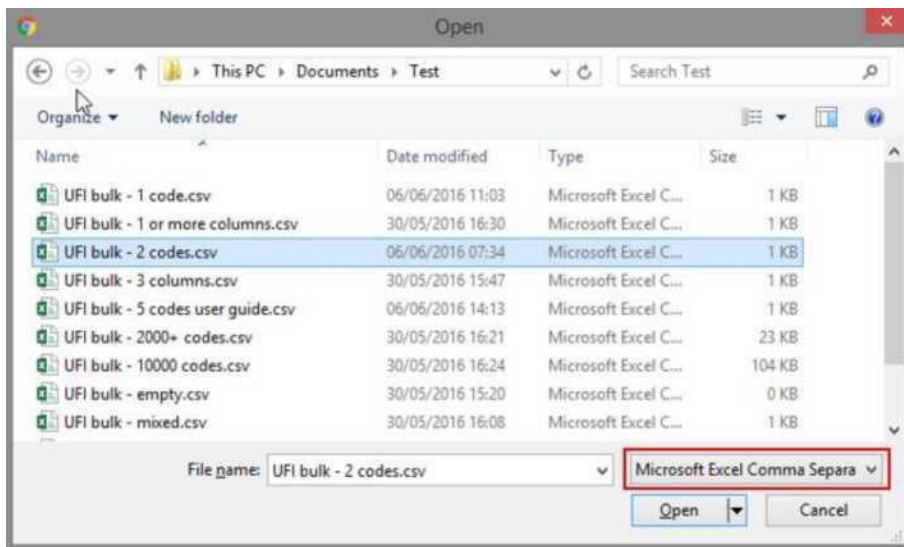 Open
This PC Documents Test Search Test
Organize New folder
Name Date modified Type Size
UFI bulk - 1 code.csv 06/06/2016 11:03 Microsoft Excel C... 1 KB
UFI bulk - 1 or more columns.csv 30/05/2016 16:30 Microsoft Excel C... 1 KB
UFI bulk - 2 codes.csv 06/06/2016 07:34 Microsoft Excel C... 1 KB
UFI bulk - 3 columns.csv 30/05/2016 15:47 Microsoft Excel C... 1 KB
UFI bulk - 5 codes user guide.csv 06/06/2016 14:13 Microsoft Excel C... 1 KB
UFI bulk - 2000+ codes.csv 30/05/2016 16:21 Microsoft Excel C... 23 KB
UFI bulk - 10000 codes.csv 30/05/2016 16:24 Microsoft Excel C... 104 KB
UFI bulk - empty.csv 30/05/2016 15:20 Microsoft Excel C... 0 KB
UFI bulk - mixed.csv 30/05/2016 16:08 Microsoft Excel C... 1 KB
File name: UFI bulk - 2 codes.csv Microsoft Excel Comma Separa
Open Cancel